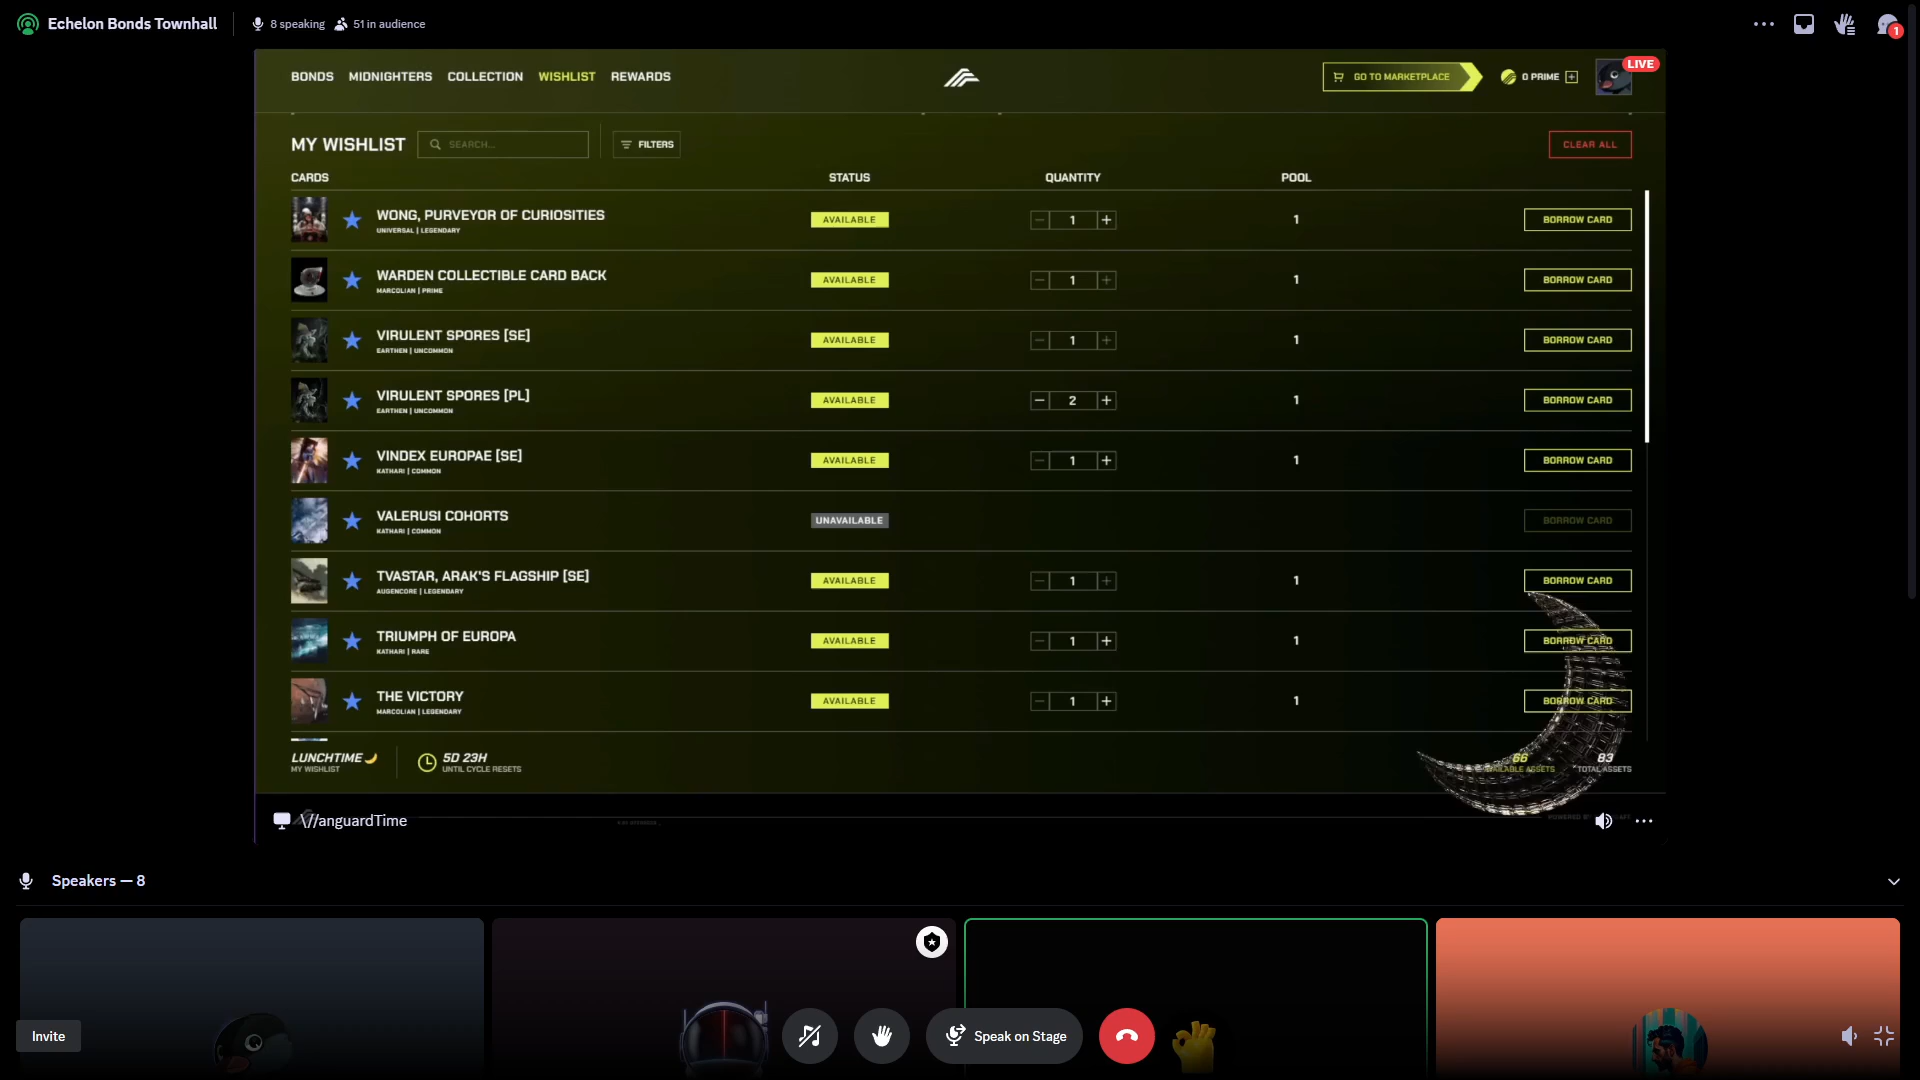 Echelon Bonds Townhall
8 speaking
51 in audience
1
BONDS MIDNIGHTERS COLLECTION WISHLIST REWARDS
GO TO MARKETPLACE
0 PRIME
LIVE
MY WISHLIST
SEARCH...
FILTERS
CLEAR ALL
CARDS STATUS QUANTITY POOL
WONG, PURVEYOR OF CURIOSITIES
UNIVERSAL | LEGENDARY
AVAILABLE
1
1
BORROW CARD
WARDEN COLLECTIBLE CARD BACK
MARCOLIAN | PRIME
AVAILABLE
1
1
BORROW CARD
VIRULENT SPORES [SE]
EARTHEN | UNCOMMON
AVAILABLE
1
1
BORROW CARD
VIRULENT SPORES [PL]
EARTHEN | UNCOMMON
AVAILABLE
2
1
BORROW CARD
VINDEX EUROPAE [SE]
KATHARI | COMMON
AVAILABLE
1
1
BORROW CARD
VALERUSI COHORTS
KATHARI | COMMON
UNAVAILABLE
BORROW CARD
TVASTAR, ARAK'S FLAGSHIP [SE]
AUGENCORE | LEGENDARY
AVAILABLE
1
1
BORROW CARD
TRIUMPH OF EUROPA
KATHARI | RARE
AVAILABLE
1
1
BORROW CARD
THE VICTORY
MARCOLIAN | LEGENDARY
AVAILABLE
1
1
BORROW CARD
LUNCHTIME
MY WISHLIST
5D 23H
UNTIL CYCLE RESETS
66
AVAILABLE ASSETS
83
TOTAL ASSETS
\//anguardTime
Speakers — 8
Invite
Speak on Stage